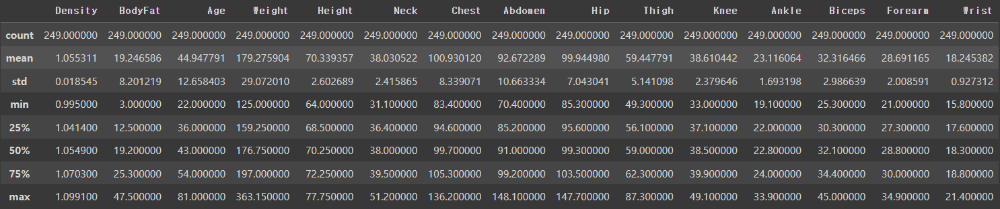 Density BodyFat Age Weight Height Neck Chest Abdomen Hip Thigh Knee Ankle Biceps Forearm Wrist
count 249.000000 249.000000 249.000000 249.000000 249.000000 249.000000 249.000000 249.000000 249.000000 249.000000 249.000000 249.000000 249.000000 249.000000 249.000000
mean 1.055311 19.246586 44.947791 179.275904 70.339357 38.030522 100.930120 92.672289 99.944980 59.447791 38.610442 23.116064 32.316466 28.691165 18.245382
std 0.018545 8.201219 12.658403 29.072010 2.602689 2.415865 8.339071 10.663334 7.043041 5.141098 2.379646 1.693198 2.986639 2.008591 0.927312
min 0.995000 3.000000 22.000000 125.000000 64.000000 31.100000 83.400000 70.400000 85.300000 49.300000 33.000000 19.100000 25.300000 21.000000 15.800000
25% 1.041400 12.500000 36.000000 159.250000 68.500000 36.400000 94.600000 85.200000 95.600000 56.100000 37.100000 22.000000 30.300000 27.300000 17.600000
50% 1.054900 19.200000 43.000000 176.750000 70.250000 38.000000 99.700000 91.000000 99.300000 59.000000 38.500000 22.800000 32.100000 28.800000 18.300000
75% 1.070300 25.300000 54.000000 197.000000 72.250000 39.500000 105.300000 99.200000 103.500000 62.300000 39.900000 24.000000 34.400000 30.000000 18.800000
max 1.099100 47.500000 81.000000 363.150000 77.750000 51.200000 136.200000 148.100000 147.700000 87.300000 49.100000 33.900000 45.000000 34.900000 21.400000